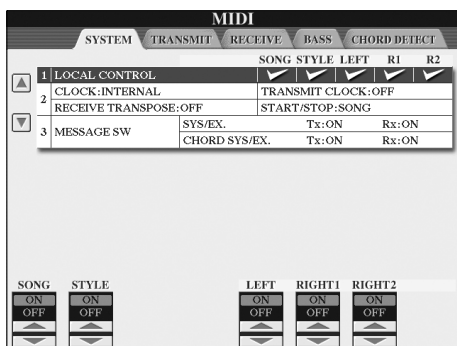 MIDI
SYSTEM TRANSMIT RECEIVE BASS CHORD DETECT
SONG STYLE LEFT R1 R2
1 LOCAL CONTROL
2 CLOCK:INTERNAL TRANSMIT CLOCK:OFF
RECEIVE TRANSPOSE:OFF START/STOP:SONG
3 MESSAGE SW SYS/EX. Tx:ON Rx:ON
CHORD SYS/EX. Tx:ON Rx:ON
SONG STYLE LEFT RIGHT1 RIGHT2
ON ON ON ON ON
OFF OFF OFF OFF OFF